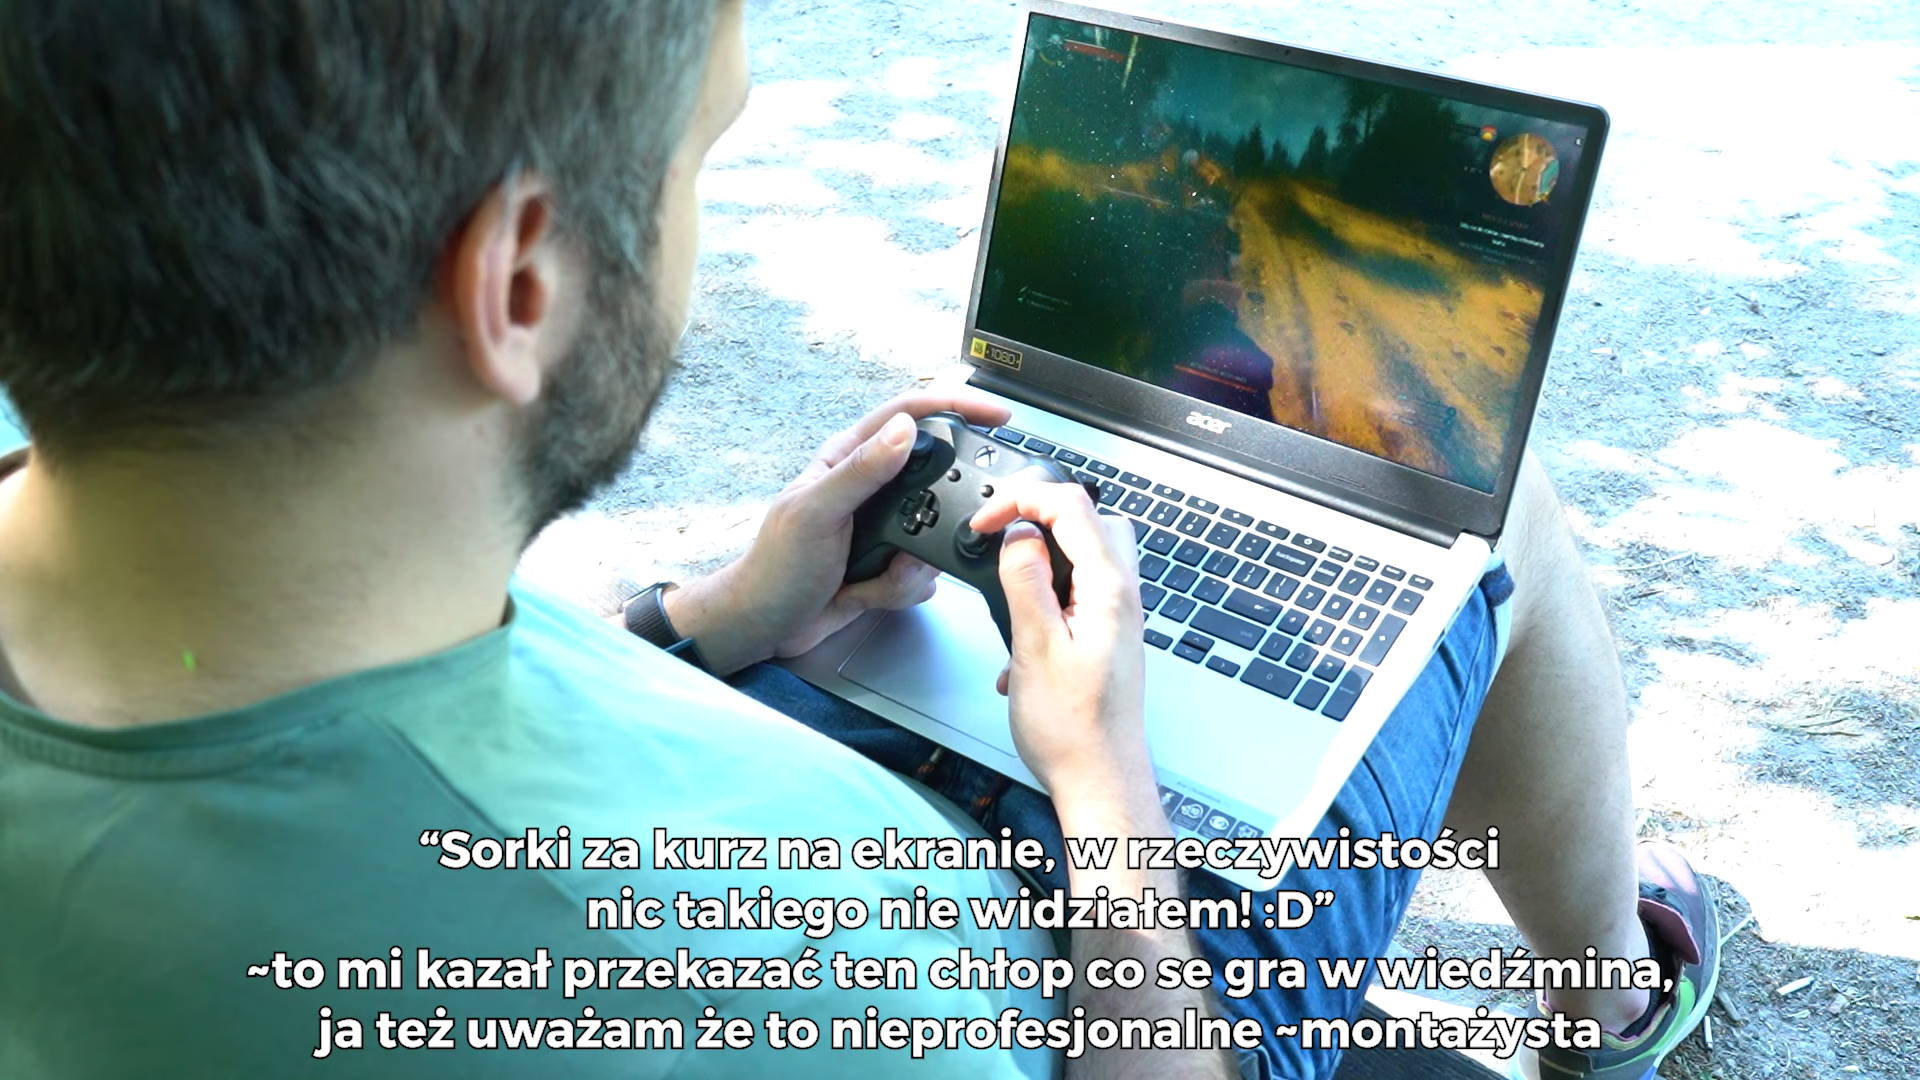 1080
acer
“Sorki za kurz na ekranie, w rzeczywistości
nic takiego nie widziałem! :D”
~to mi kazał przekazać ten chłop co se gra w wiedźmina,
ja też uważam że to nieprofesjonalne ~montażysta